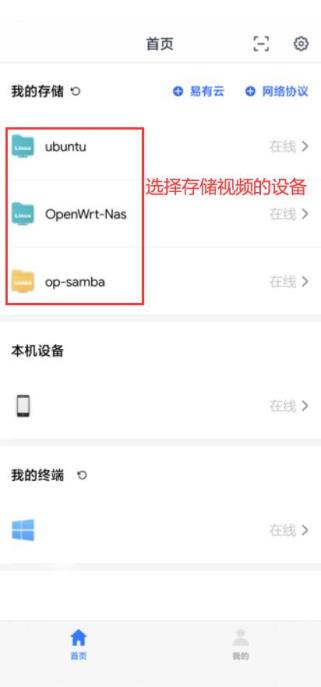 首页
我的存储 易有云 网络协议
Linux ubuntu 在线
选择存储视频的设备
Linux OpenWrt-Nas 在线
samba op-samba 在线
本机设备
在线
我的终端
在线
首页 我的